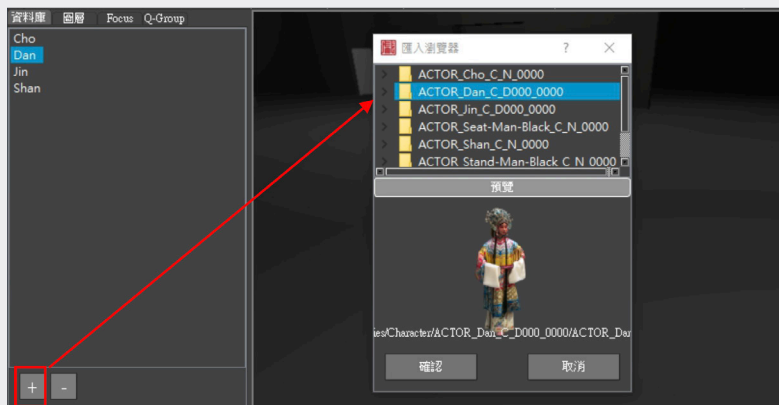 資料庫 圖層 Focus Q-Group
Cho
Dan
Jin
Shan
+ -
匯入瀏覽器 ? ×
ACTOR_Cho_C_N_0000
ACTOR_Dan_C_D000_0000
ACTOR_Jin_C_D000_0000
ACTOR_Seat-Man-Black_C_N_0000
ACTOR_Shan_C_N_0000
ACTOR_Stand-Man-Black_C_N_0000
預覽
ies/Character/ACTOR_Dan_C_D000_0000/ACTOR_Dan
確認 取消